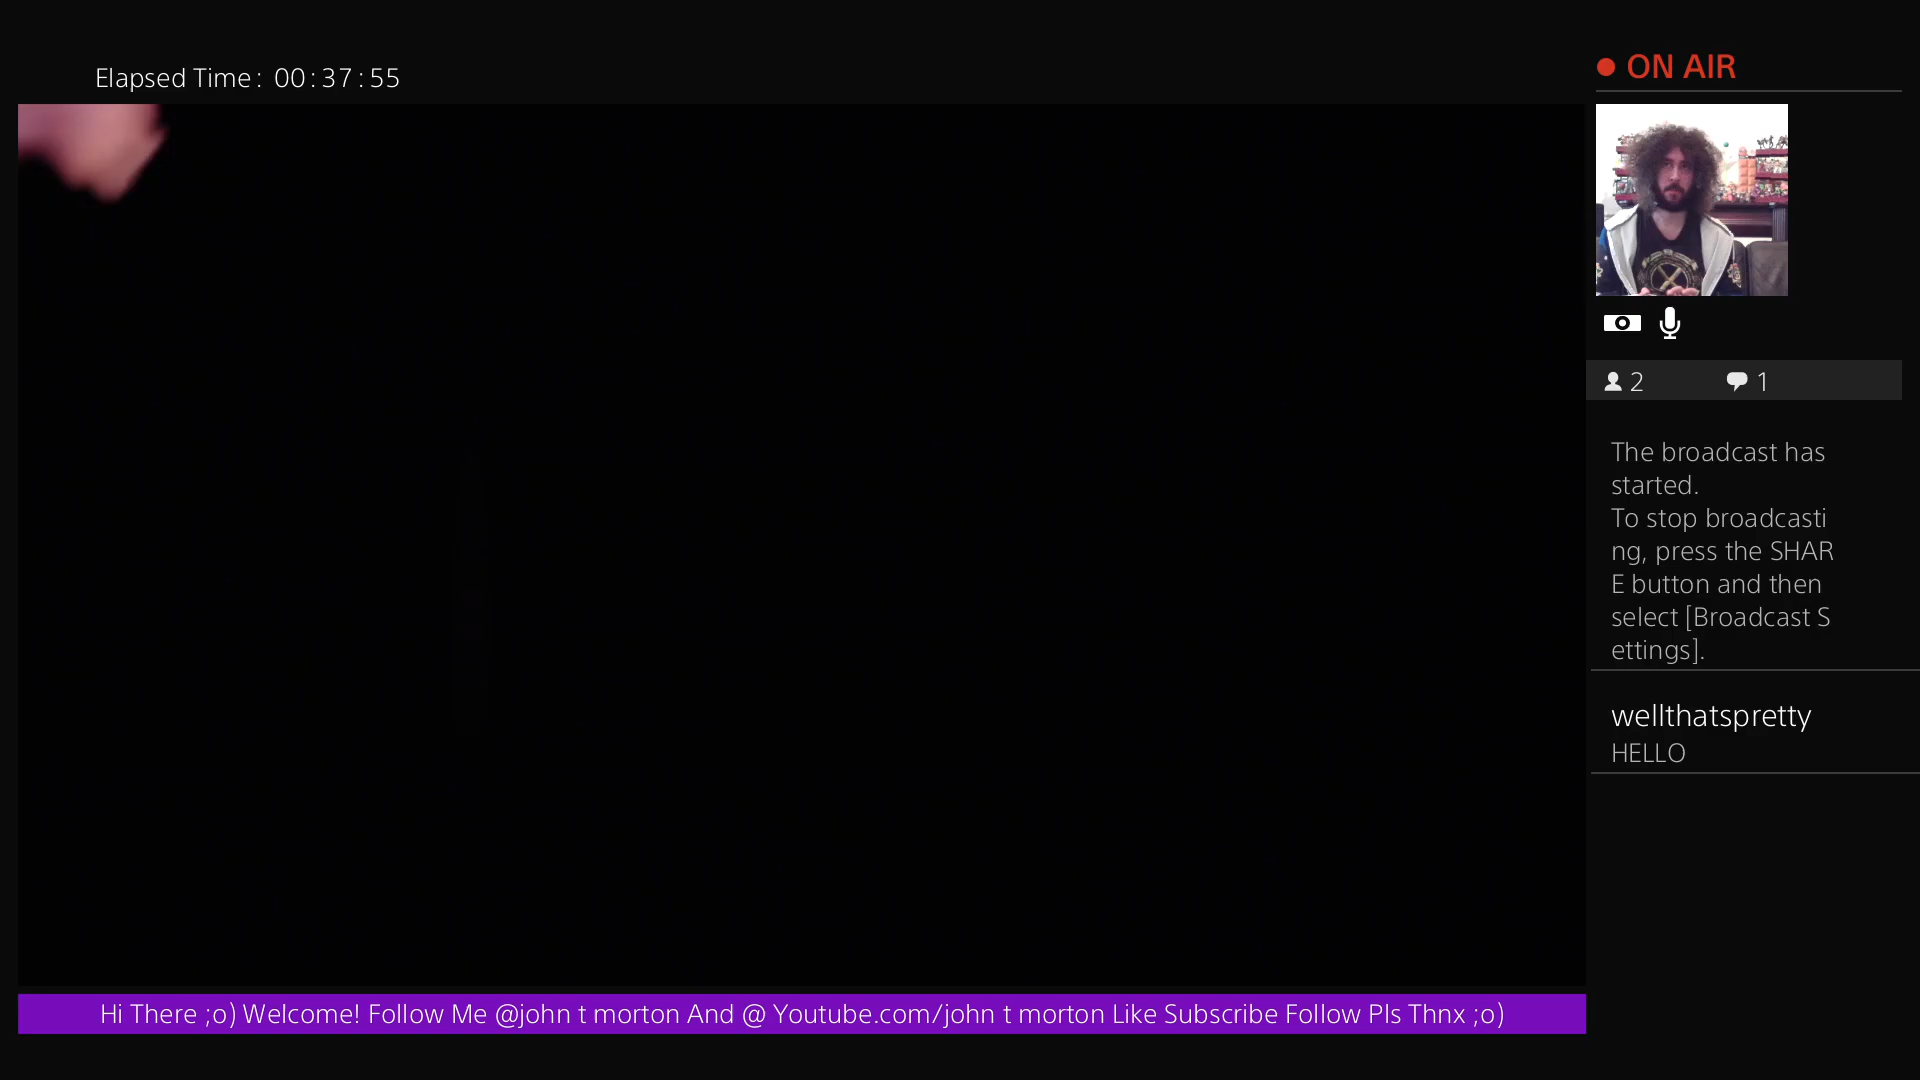 Elapsed Time: 00:37:55
ON AIR
2
1
The broadcast has
started.
To stop broadcasti
ng, press the SHAR
E button and then
select [Broadcast S
ettings].
wellthatspretty
HELLO
Hi There ;o) Welcome! Follow Me @john t morton And @ Youtube.com/john t morton Like Subscribe Follow Pls Thnx ;o)